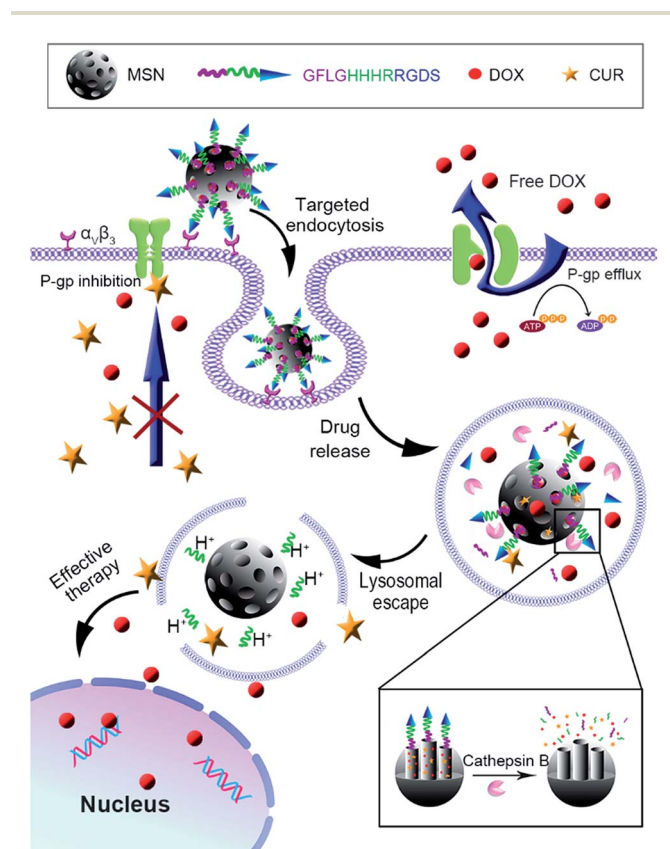 MSN
GFLGHHHRRGDS
DOX
CUR
Targeted
endocytosis
Free DOX
αVβ3
P-gp inhibition
P-gp efflux
ATP
P P P
ADP
P P
Drug
release
Effective
therapy
H+
H+
H+
H+
H+
Lysosomal
escape
Cathepsin B
Nucleus